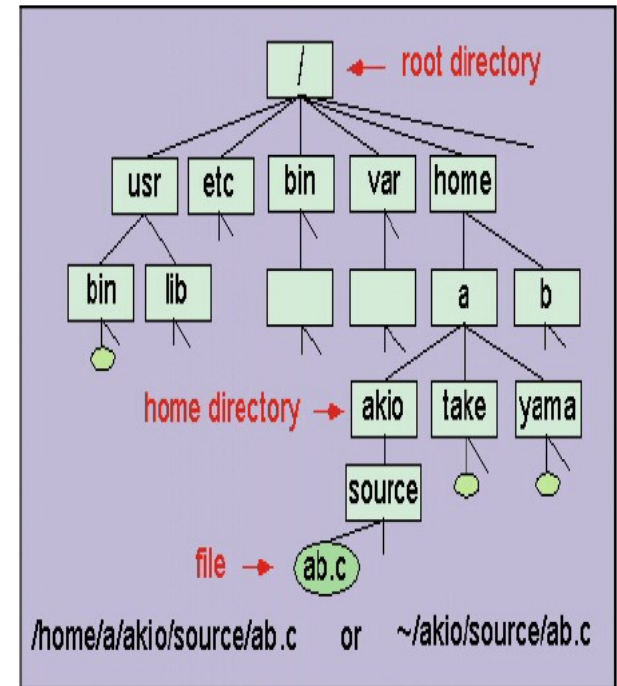 / root directory
usr etc bin var home
bin lib a b
home directory akio take yama
source
file ab.c
/home/a/akio/source/ab.c or ~/akio/source/ab.c